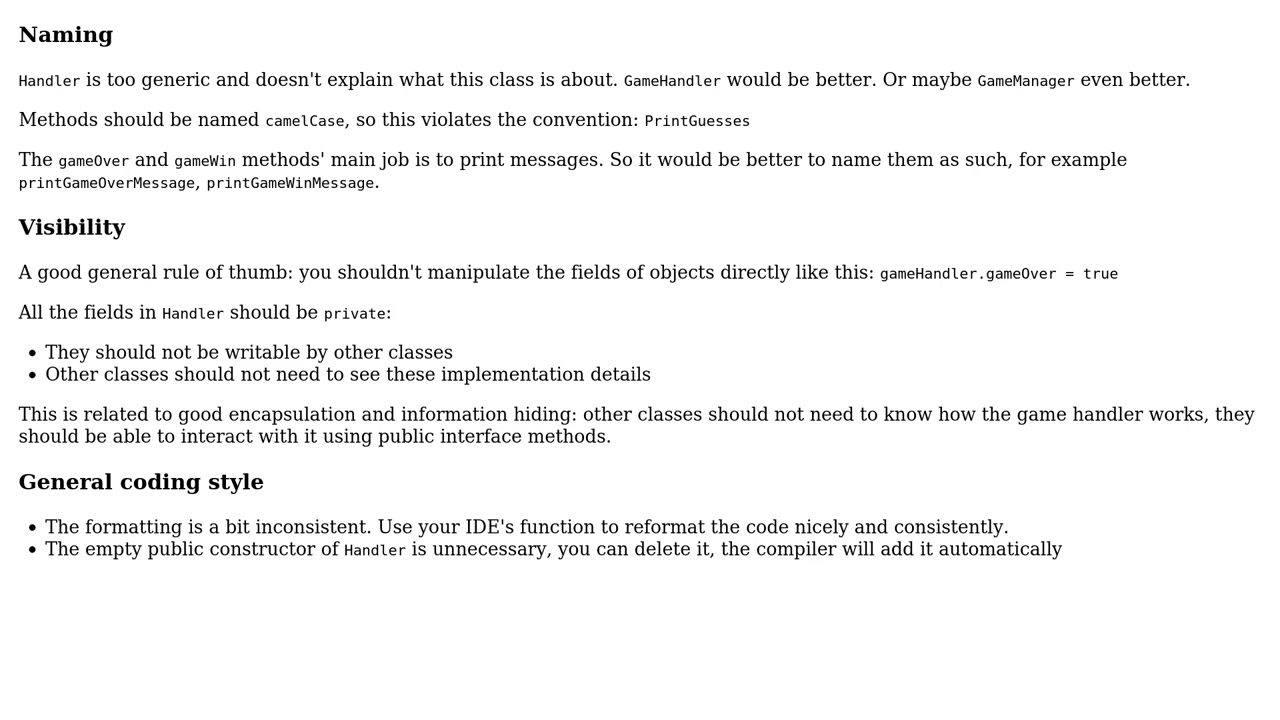 Naming
Handler is too generic and doesn't explain what this class is about. GameHandler would be better. Or maybe GameManager even better.
Methods should be named camelCase, so this violates the convention: PrintGuesses
The gameOver and gameWin methods' main job is to print messages. So it would be better to name them as such, for example
printGameOverMessage, printGameWinMessage.
Visibility
A good general rule of thumb: you shouldn't manipulate the fields of objects directly like this: gameHandler.gameOver = true
All the fields in Handler should be private:
• They should not be writable by other classes
• Other classes should not need to see these implementation details
This is related to good encapsulation and information hiding: other classes should not need to know how the game handler works, they
should be able to interact with it using public interface methods.
General coding style
• The formatting is a bit inconsistent. Use your IDE's function to reformat the code nicely and consistently.
• The empty public constructor of Handler is unnecessary, you can delete it, the compiler will add it automatically